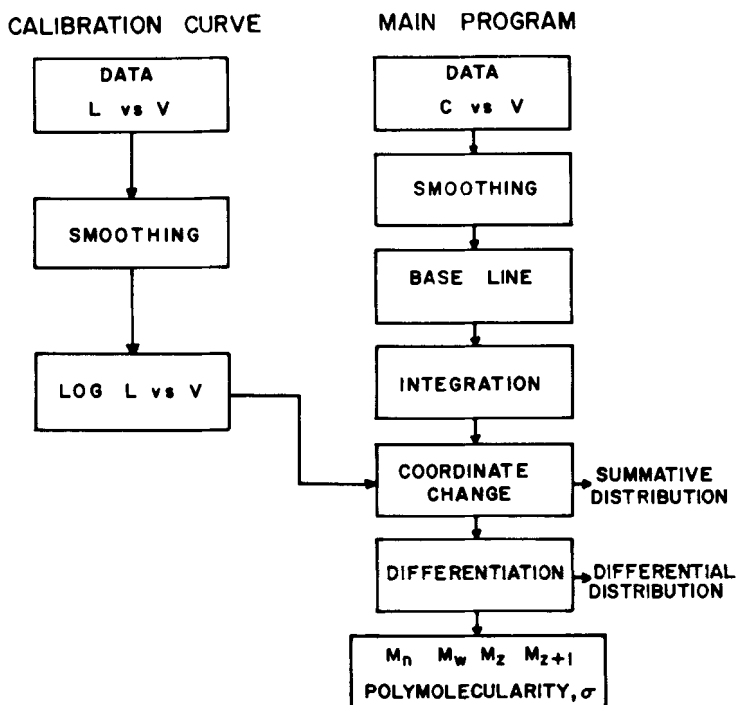 CALIBRATION CURVE
DATA
L vs V
SMOOTHING
LOG L vs V
MAIN PROGRAM
DATA
C vs V
SMOOTHING
BASE LINE
INTEGRATION
COORDINATE
CHANGE
SUMMATIVE
DISTRIBUTION
DIFFERENTIATION
DIFFERENTIAL
DISTRIBUTION
Mn Mw Mz Mz+1
POLYMOLECULARITY, σ